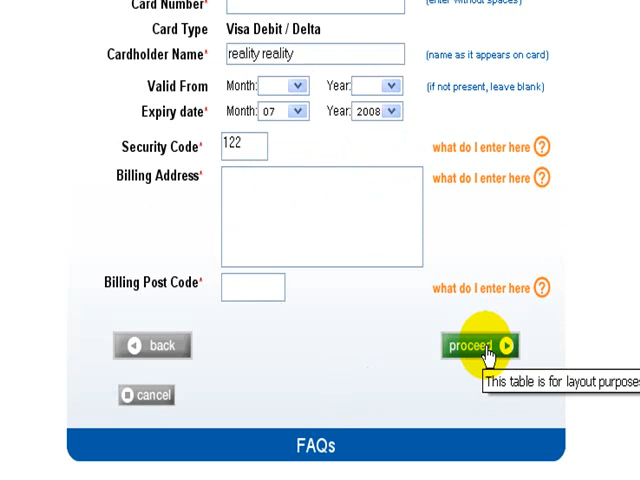 Card Number* (enter without spaces)
Card Type Visa Debit / Delta
Cardholder Name* reality reality (name as it appears on card)
Valid From Month: Year: (if not present, leave blank)
Expiry date* Month: 07 Year: 2008
Security Code* 122 what do I enter here ?
Billing Address* what do I enter here ?
Billing Post Code* what do I enter here ?
back proceed
This table is for layout purposes
cancel
FAQs